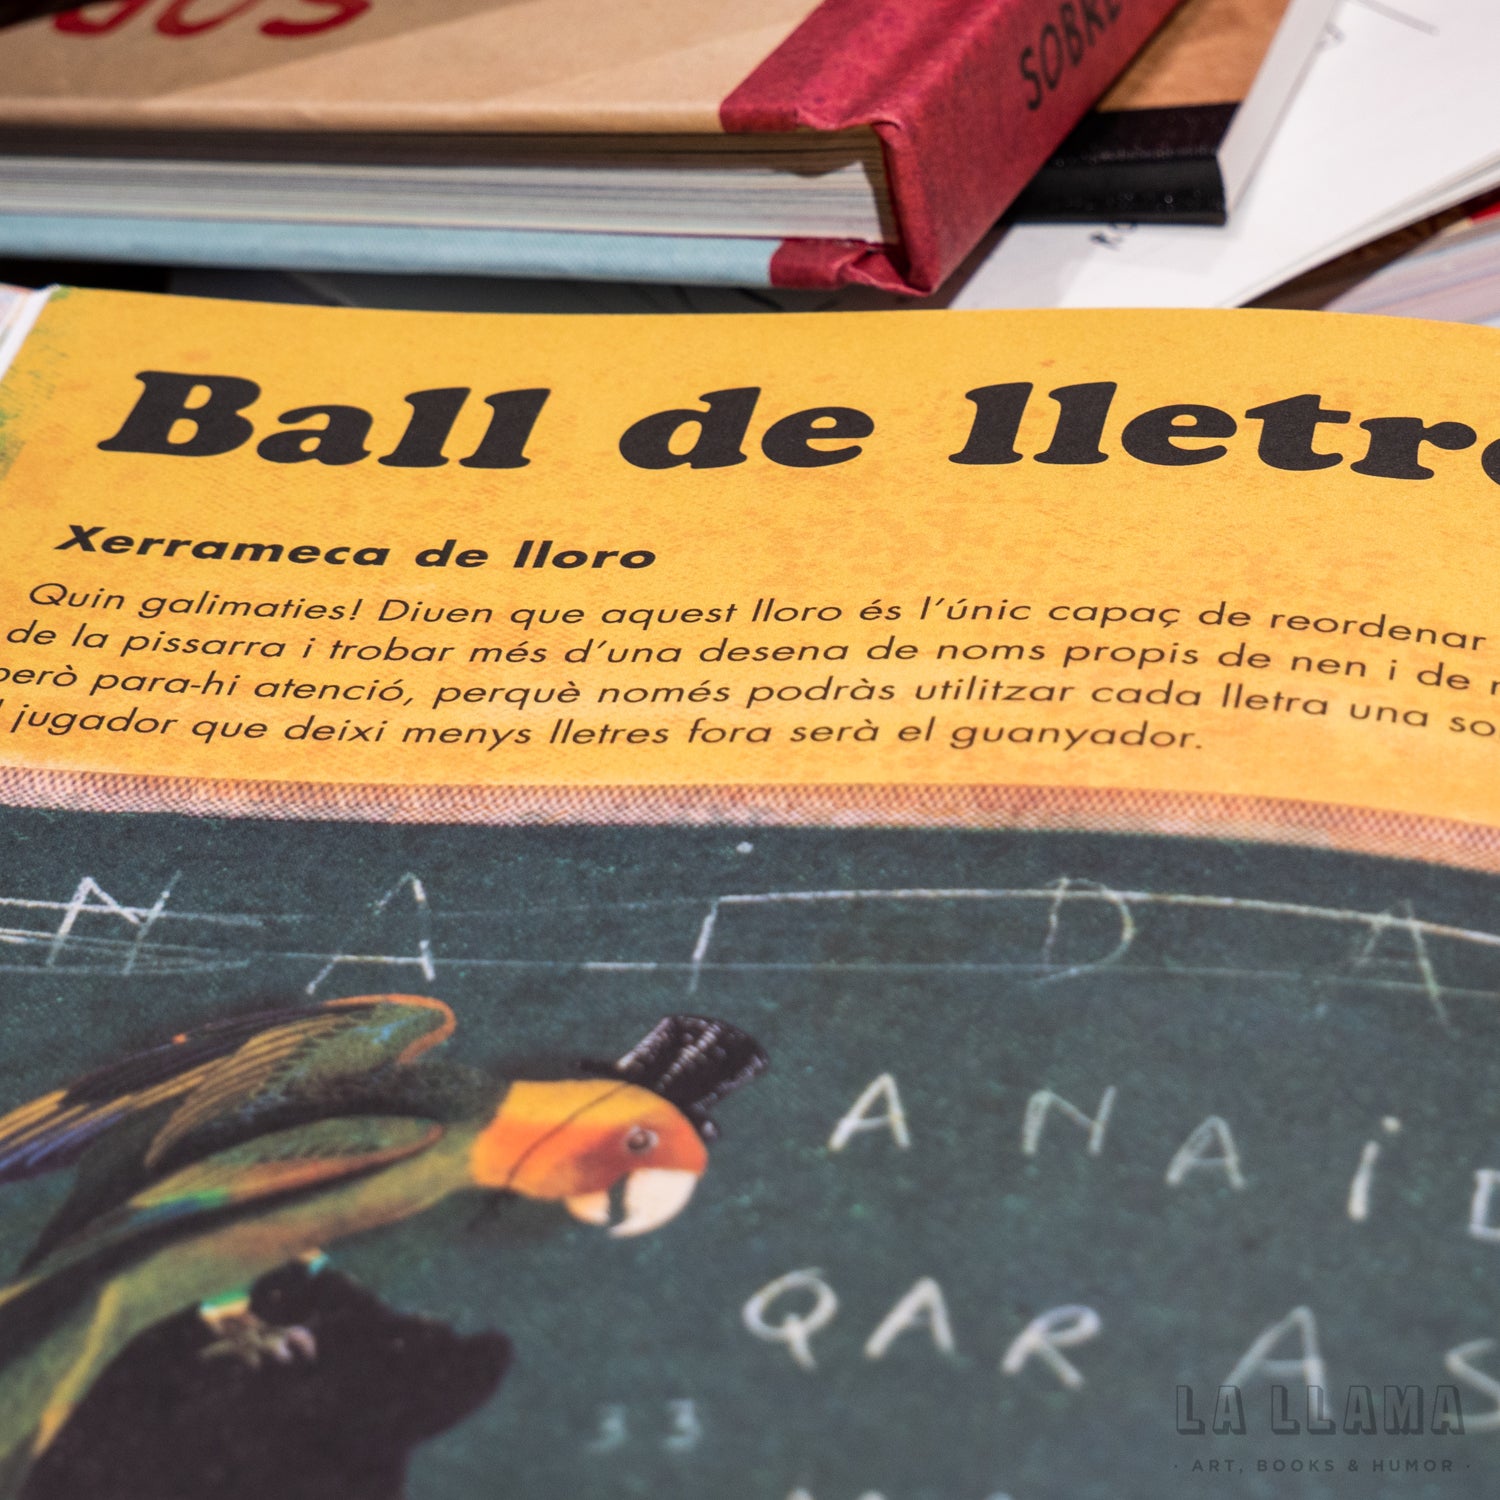 SOBRE
Ball de lletre
Xerrameca de lloro
Quin galimaties! Diuen que aquest lloro és l'únic capaç de reordenar
de la pissarra i trobar més d'una desena de noms propis de nen i de
però para-hi atenció, perquè només podràs utilitzar cada lletra una so
l jugador que deixi menys lletres fora serà el guanyador.
N A Γ D A
A N A i D
Q A R A S
LA LLAMA
· ART, BOOKS & HUMOR ·